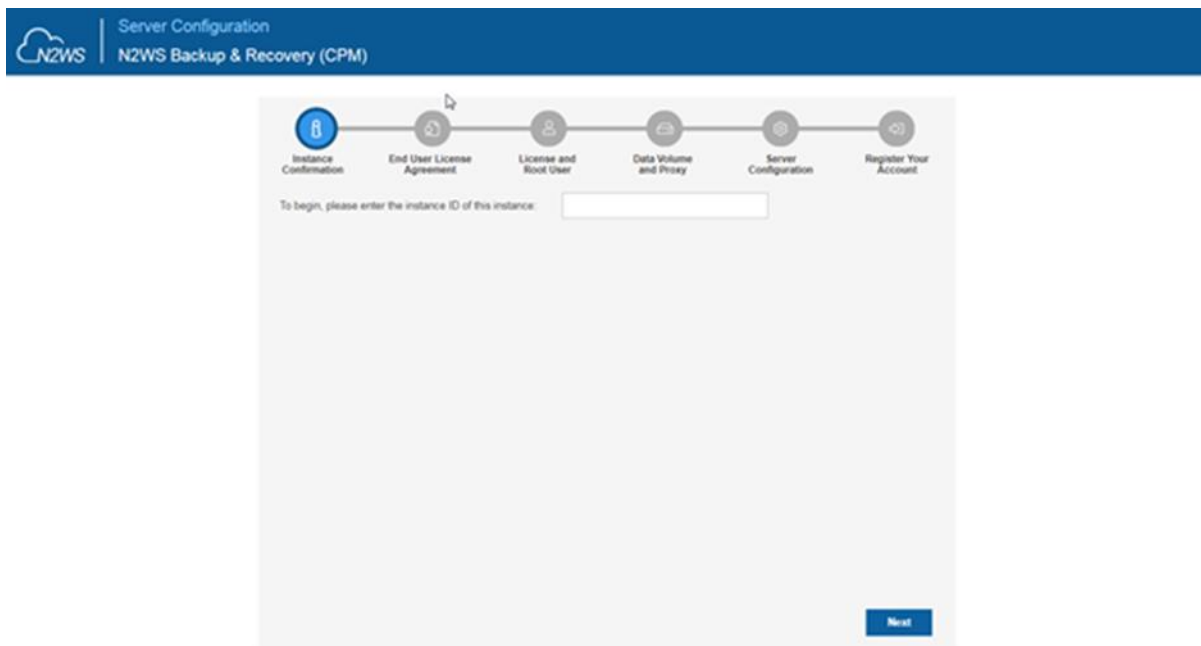 N2WS
Server Configuration
N2WS Backup & Recovery (CPM)
Instance
Confirmation
End User License
Agreement
License and
Root User
Data Volume
and Proxy
Server
Configuration
Register Your
Account
To begin, please enter the instance ID of this instance:
Next